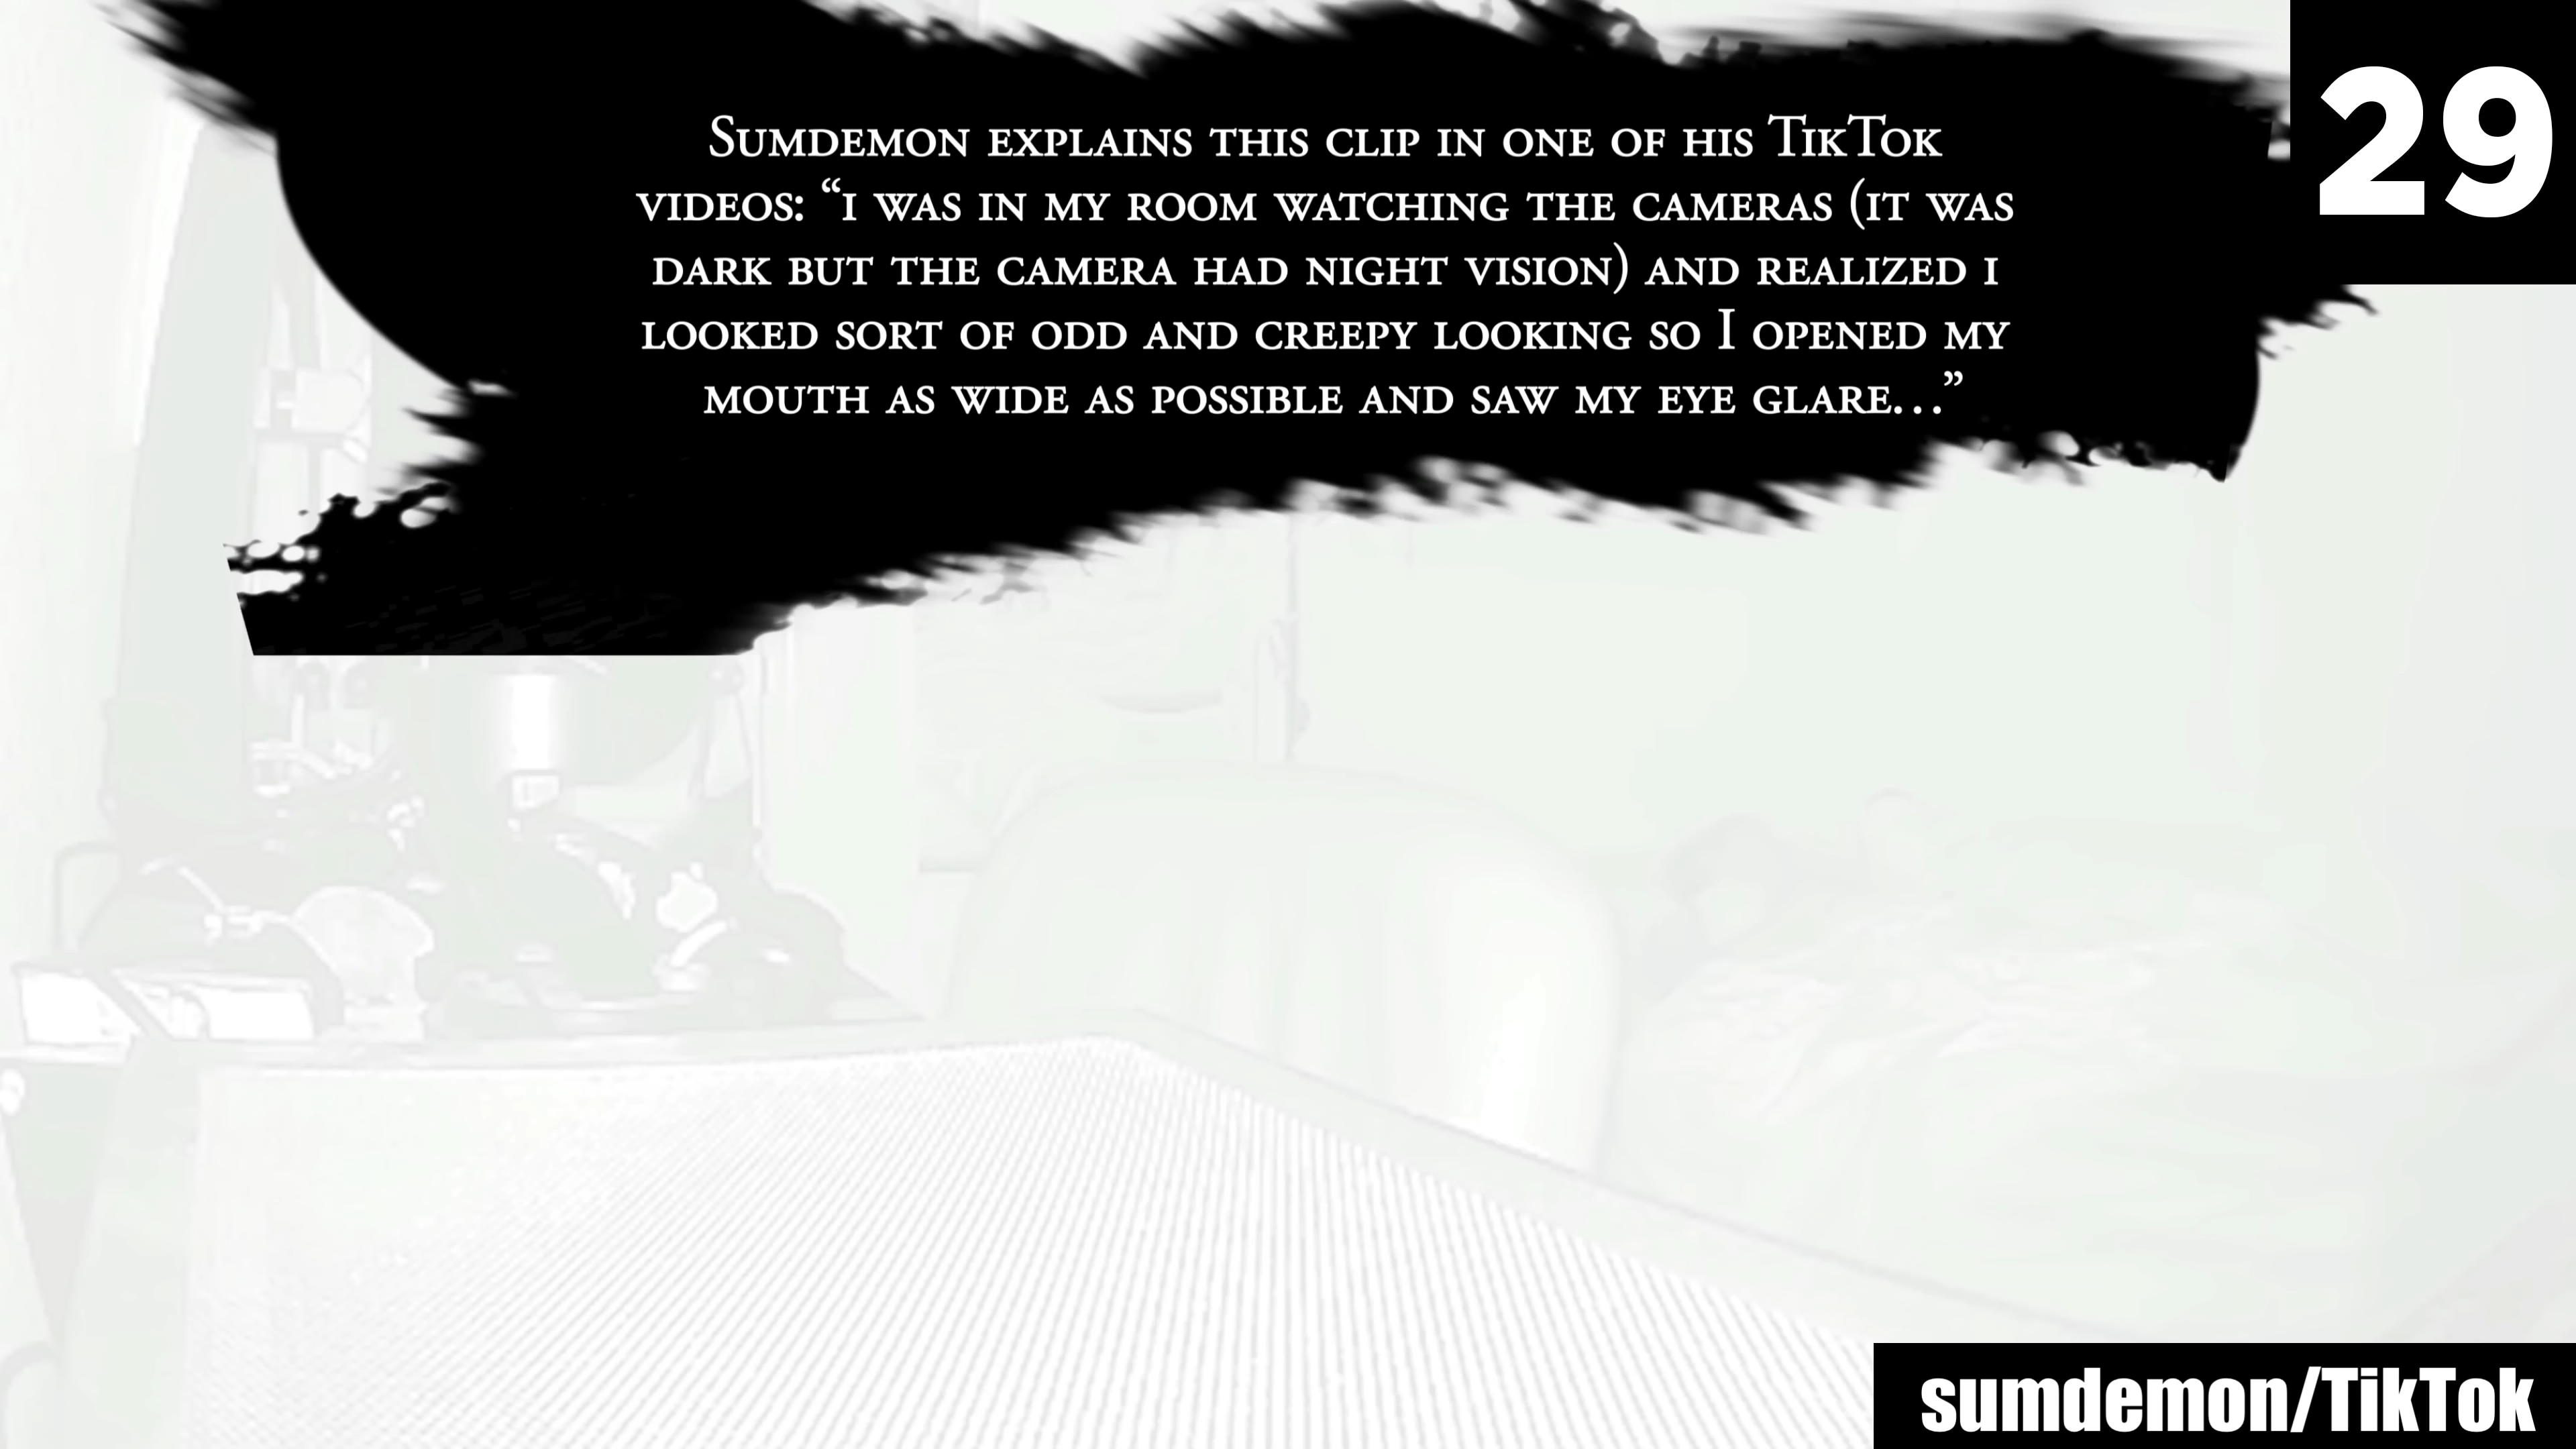 29
Sumdemon explains this clip in one of his TikTok
videos: “i was in my room watching the cameras (it was
dark but the camera had night vision) and realized i
looked sort of odd and creepy looking so I opened my
mouth as wide as possible and saw my eye glare...”
sumdemon/TikTok